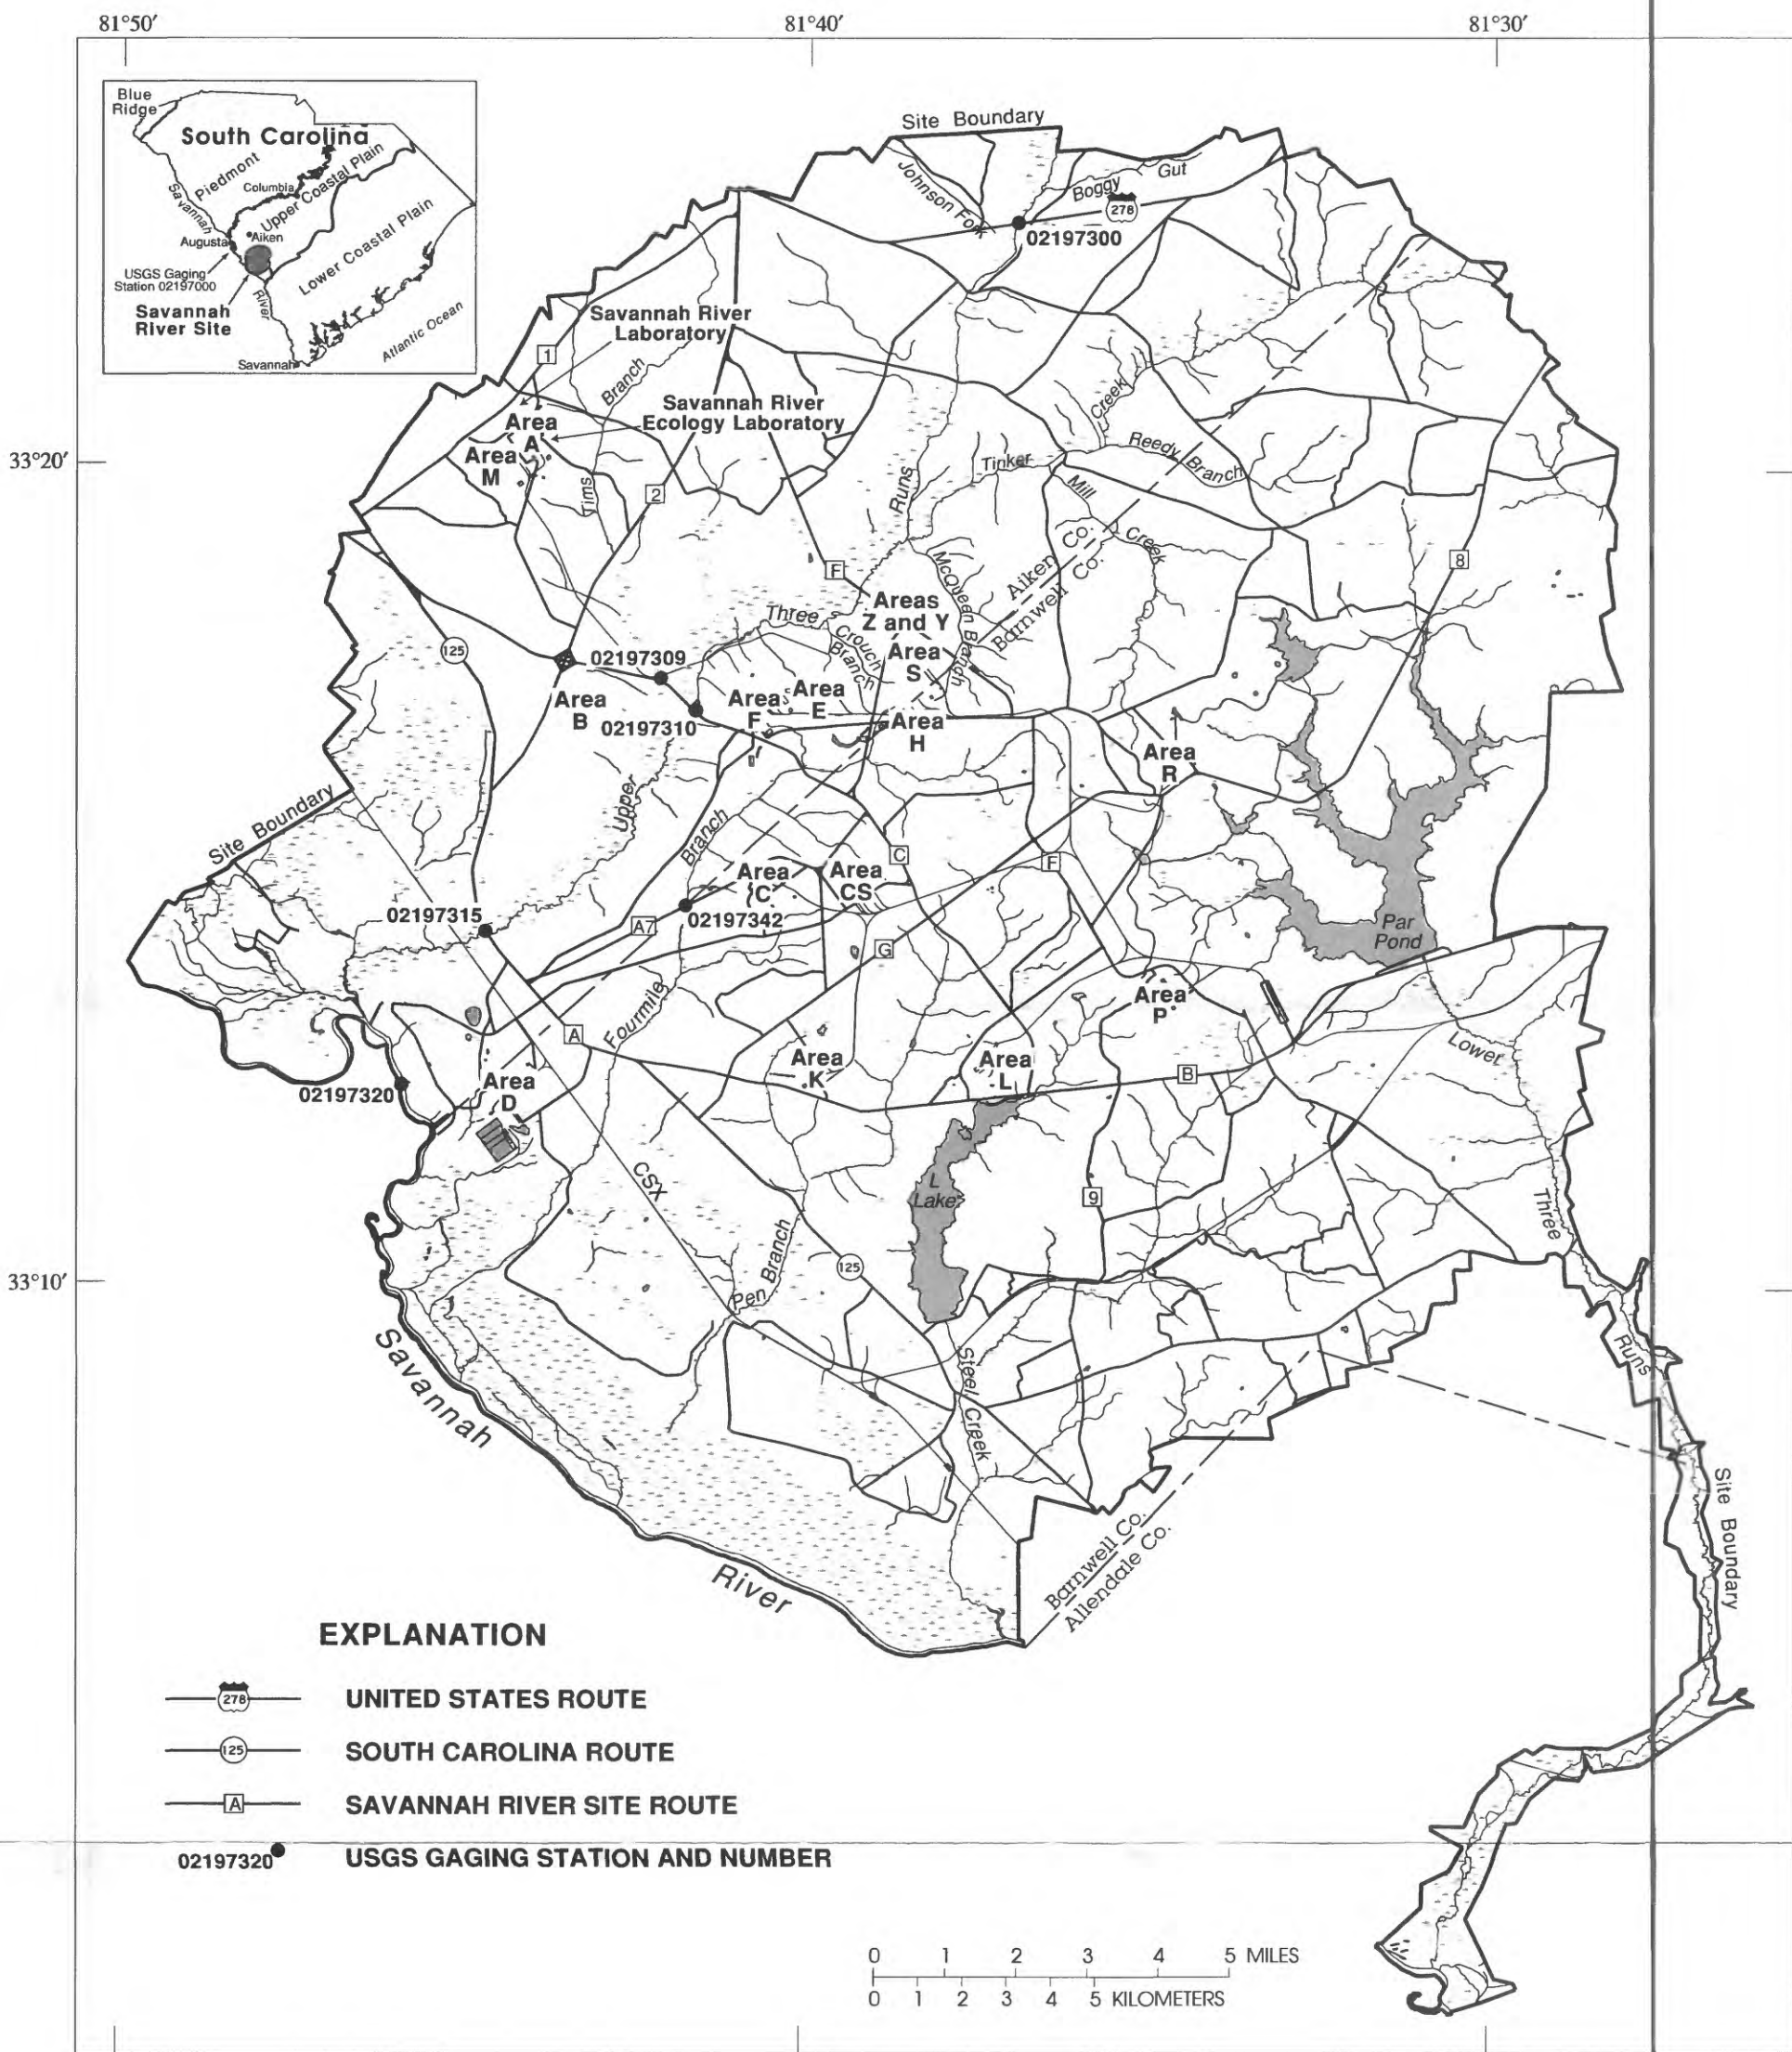 81°50′
81°40′
81°30′
33°20′
33°10′
Blue
Ridge
South Carolina
Piedmont
Columbia
Upper Coastal Plain
Savannah
River
Augusta
Aiken
Lower Coastal Plain
USGS Gaging
Station 02197000
Savannah
River Site
Savannah
Atlantic Ocean
Site Boundary
Johnson Fork
Boggy Gut
278
02197300
Savannah River
Laboratory
1
Branch
Savannah River
Ecology Laboratory
Area
A
Area
M
Tims
2
Runs
Creek
Tinker
Reedy Branch
Mill
Creek
Aiken Co.
Barnwell Co.
8
F
McQueen Branch
Areas
Z and Y
Three
Crouch
Branch
Area
S
125
02197309
Area
B
02197310
Area
F
Area
E
Area
H
Area
R
Site Boundary
Upper
Branch
C
F
Area
C
Area
CS
02197315
02197342
A7
G
Par
Pond
Fourmile
A
Area
P
Area
K
Area
L
B
Lower
02197320
Area
D
CSX
L
Lake
9
Three
Pen Branch
125
Savannah
Steel Creek
Runs
Site Boundary
River
Barnwell Co.
Allendale Co.
EXPLANATION
278
UNITED STATES ROUTE
125
SOUTH CAROLINA ROUTE
A
SAVANNAH RIVER SITE ROUTE
02197320
USGS GAGING STATION AND NUMBER
0 1 2 3 4 5 MILES
0 1 2 3 4 5 KILOMETERS